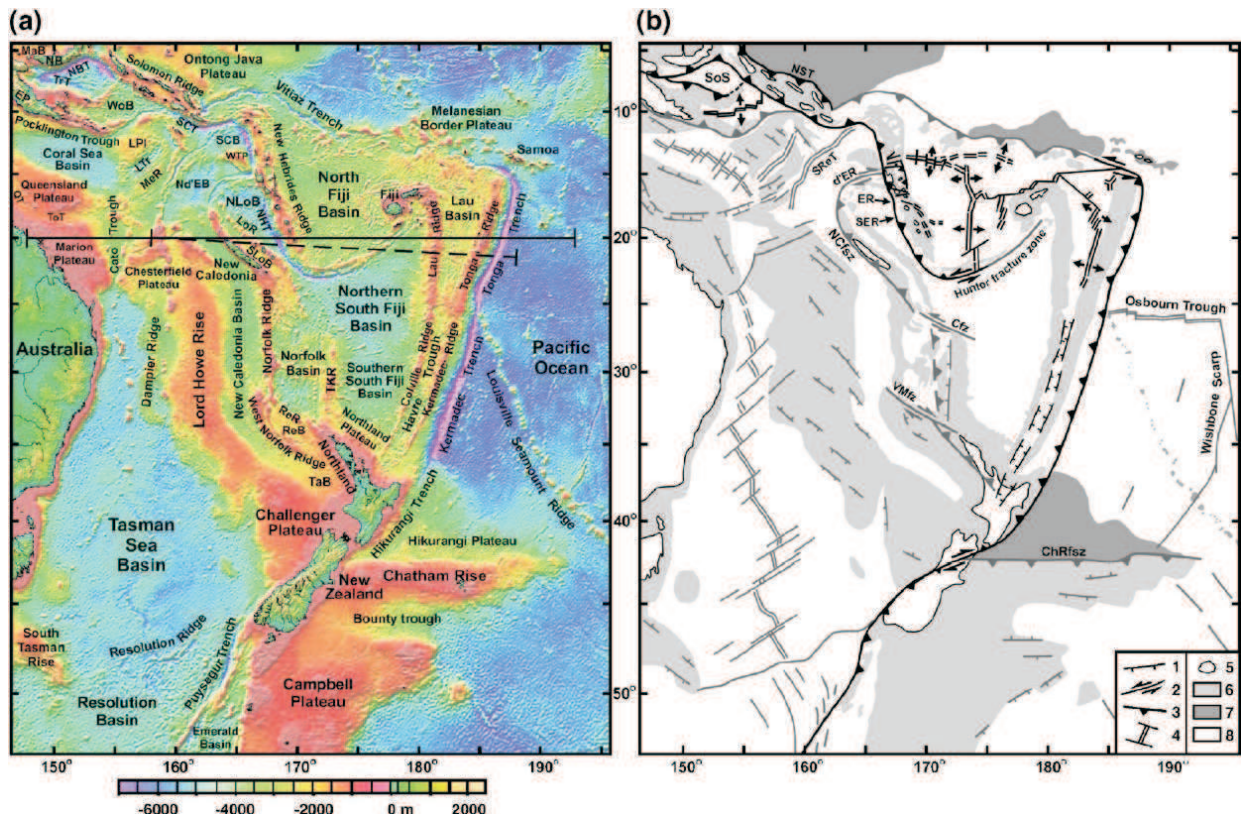 (a)
MaB
NB
NBT
TrT
Solomon Ridge
Ontong Java
Plateau
EP
WoB
Vitiaz Trench
Melanesian
Border Plateau
Pocklington Trough
SCT
Samoa
Coral Sea
Basin
LPl
LTr
MeR
SCB
WTP
Nd'EB
New Hebrides Ridge
Queensland
Plateau
ToT
Trough
Cato
NLoB
NHT
LoR
SLoB
North
Fiji
Basin
Fiji
Lau
Basin
Ridge
Lau
Ridge
Tonga
Trench
Tonga
Marion
Plateau
Chesterfield
Plateau
New
Caledonia
Northern
South Fiji
Basin
Australia
Dampier Ridge
Lord Howe Rise
New Caledonia Basin
Norfolk Ridge
Norfolk
Basin
TKR
Southern
South Fiji
Basin
Colville Ridge
Havre Trough
Kermadec Ridge
Kermadec Trench
Pacific
Ocean
Louisville Seamount Ridge
ReR
ReB
West Norfolk Ridge
Northland
Plateau
Northland
TaB
Tasman
Sea
Basin
Challenger
Plateau
Hikurangi Trench
Hikurangi Plateau
New
Zealand
Chatham Rise
Bounty trough
South
Tasman
Rise
Resolution Ridge
Puysegur Trench
Resolution
Basin
Campbell
Plateau
Emerald
Basin
150° 160° 170° 180° 190°
-6000 -4000 -2000 0 m 2000
10°
20°
30°
40°
50°
(b)
SoS
NST
SReT
d'ER
ER
SER
NCfsz
Hunter fracture zone
Cfz
VMfz
Osbourn Trough
Wishbone Scarp
ChRfsz
1 5
2 6
3 7
4 8
150° 160° 170° 180° 190°